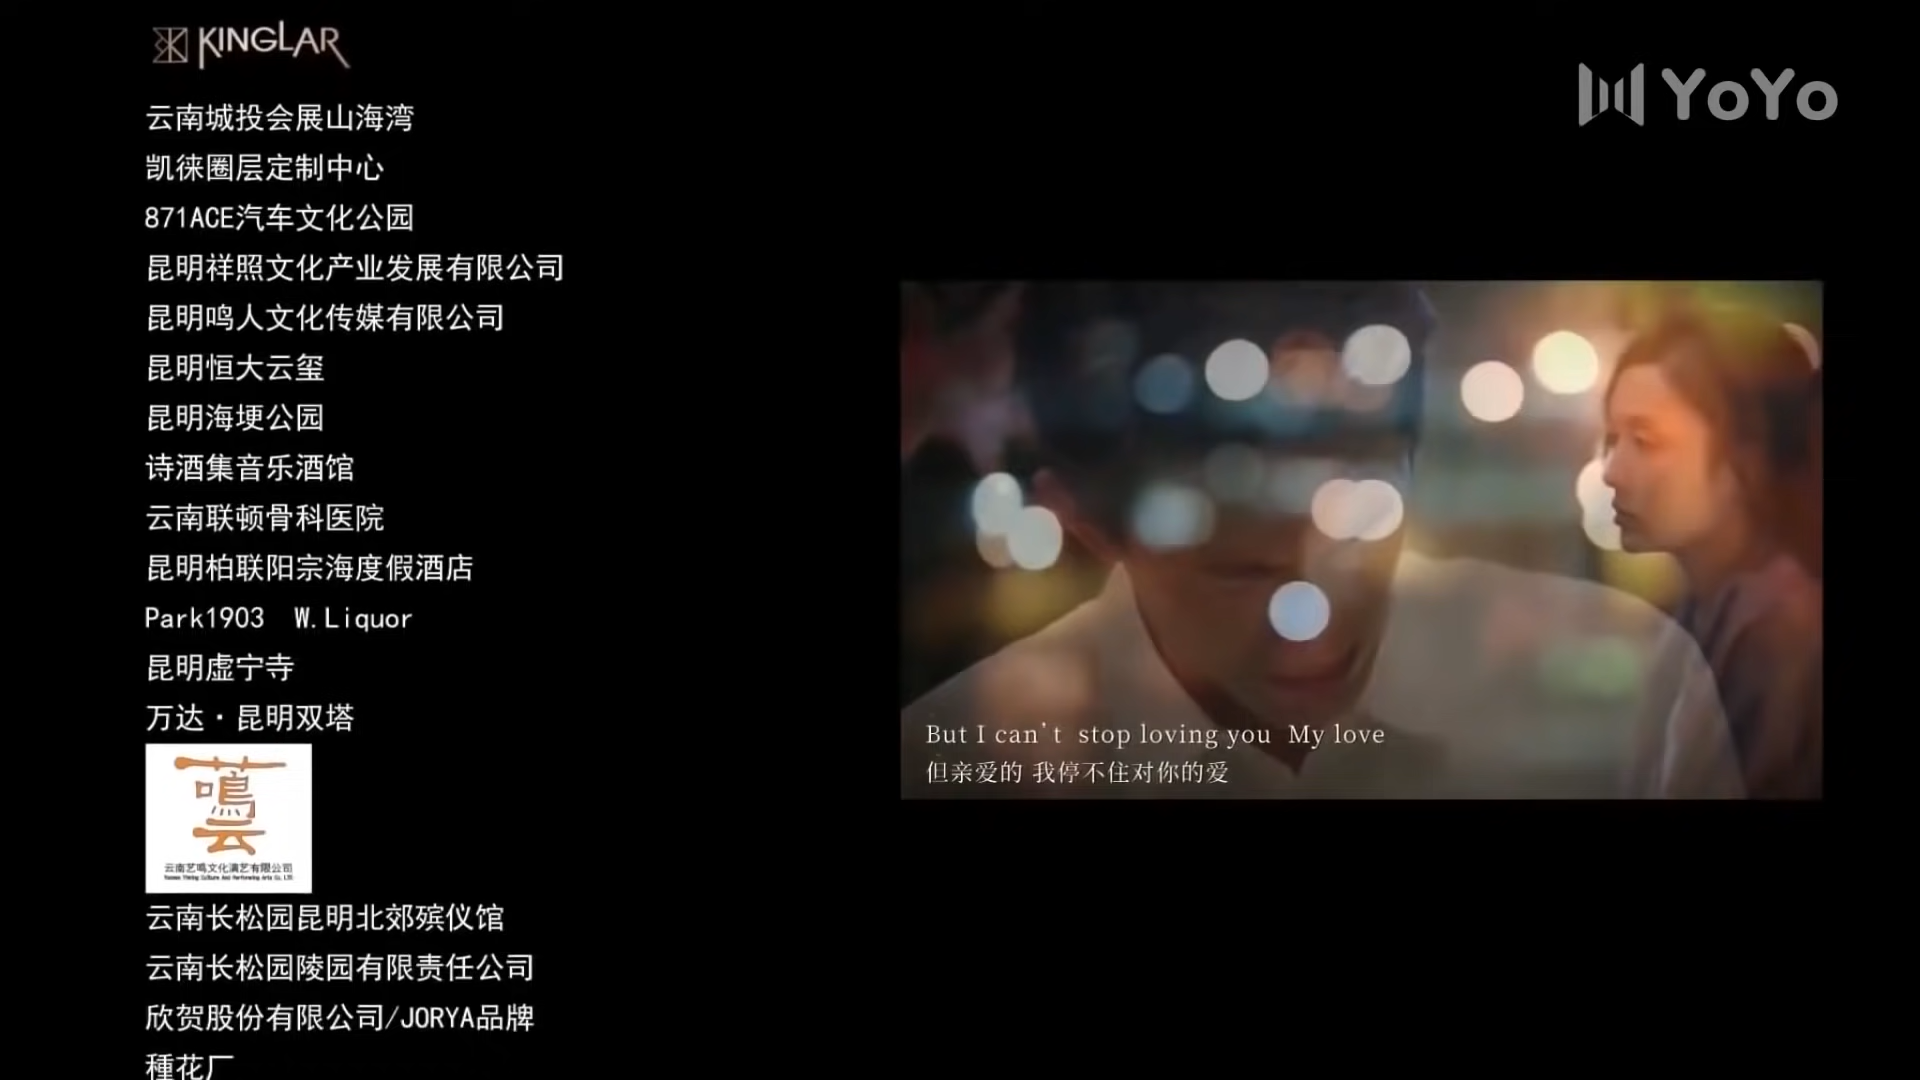 KINGLAR
YoYo
云南城投会展山海湾
凯徕圈层定制中心
871ACE汽车文化公园
昆明祥照文化产业发展有限公司
昆明鸣人文化传媒有限公司
昆明恒大云玺
昆明海埂公园
诗酒集音乐酒馆
云南联顿骨科医院
昆明柏联阳宗海度假酒店
Park1903 W.Liquor
昆明虚宁寺
万达·昆明双塔
云南艺鸣文化演艺有限公司
云南长松园昆明北郊殡仪馆
云南长松园陵园有限责任公司
欣贺股份有限公司/JORYA品牌
種花厂
But I can't stop loving you My love
但亲爱的 我停不住对你的爱